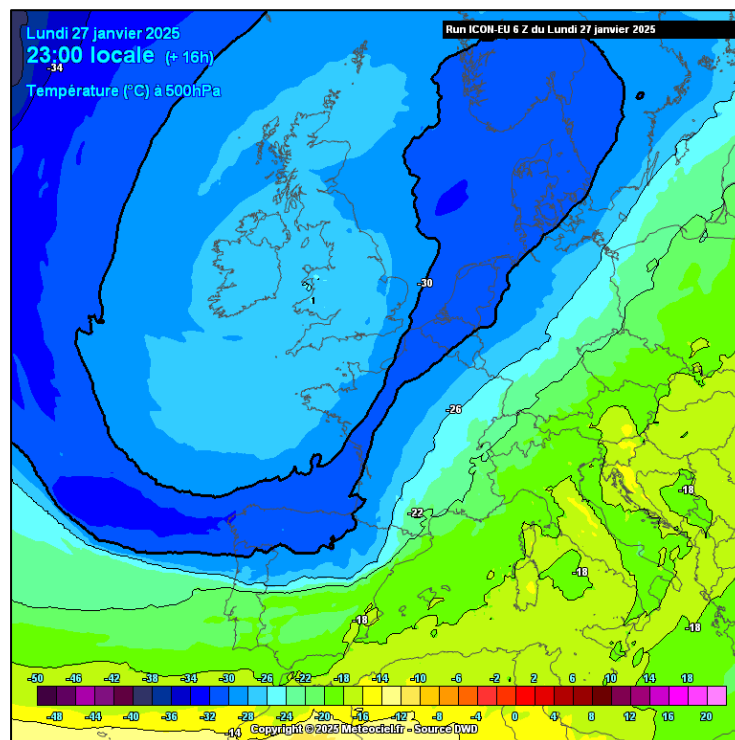 Lundi 27 janvier 2025
23:00 locale (+ 16h)
Température (°C) à 500hPa
Run ICON-EU 6 Z du Lundi 27 janvier 2025
-34
-30
1
-26
-22
-18
-18
-18
-18
-50 -46 -42 -38 -34 -30 -26 -22 -18 -14 -10 -6 -2 2 6 10 14 18
-48 -44 -40 -36 -32 -28 -24 -20 -16 -12 -8 -4 0 4 8 12 16 20
-14
Copyright © 2025 Meteociel.fr - Source DWD